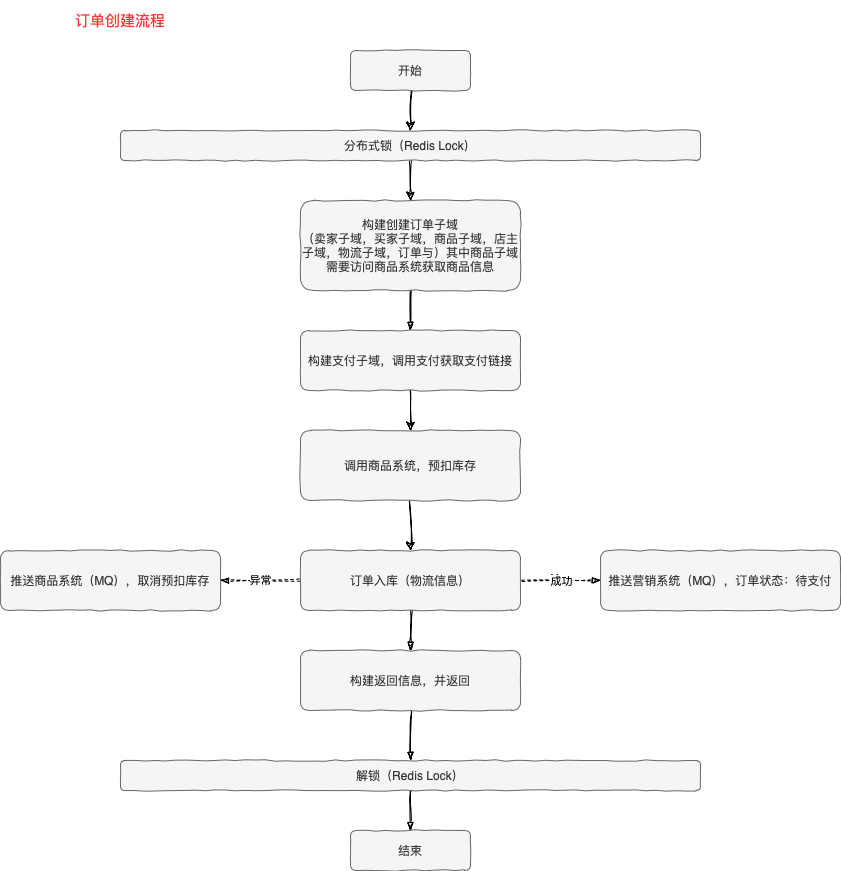 订单创建流程
开始
分布式锁（Redis Lock）
构建创建订单子域
（卖家子域，买家子域，商品子域，店主
子域，物流子域，订单与）其中商品子域
需要访问商品系统获取商品信息
构建支付子域，调用支付获取支付链接
调用商品系统，预扣库存
推送商品系统（MQ），取消预扣库存
异常
订单入库（物流信息）
成功
推送营销系统（MQ），订单状态：待支付
构建返回信息，并返回
解锁（Redis Lock）
结束